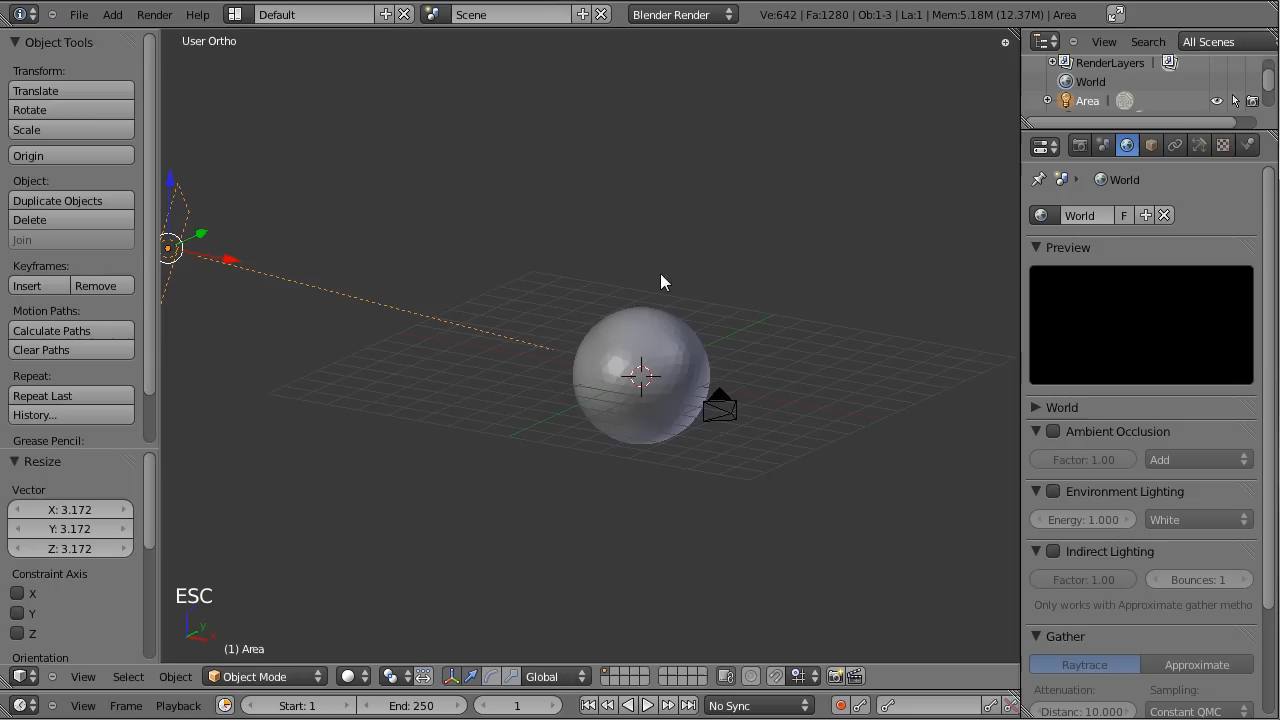 File Add Render Help Default Scene Blender Render Ve:642 | Fa:1280 | Ob:1-3 | La:1 | Mem:5.18M (12.37M) | Area
Object Tools
Transform:
Translate
Rotate
Scale
Origin
Object:
Duplicate Objects
Delete
Join
Keyframes:
Insert Remove
Motion Paths:
Calculate Paths
Clear Paths
Repeat:
Repeat Last
History...
Grease Pencil:
Resize
Vector
X: 3.172
Y: 3.172
Z: 3.172
Constraint Axis
X
Y
Z
Orientation
User Ortho
ESC
z
y
x
(1) Area
View Select Object Object Mode Global
View Frame Playback Start: 1 End: 250 1 No Sync
View Search All Scenes
RenderLayers |
World
Area |
World
World F
Preview
World
Ambient Occlusion
Factor: 1.00 Add
Environment Lighting
Energy: 1.000 White
Indirect Lighting
Factor: 1.00 Bounces: 1
Only works with Approximate gather metho
Gather
Raytrace Approximate
Attenuation: Sampling:
Distanc: 10.000 Constant QMC